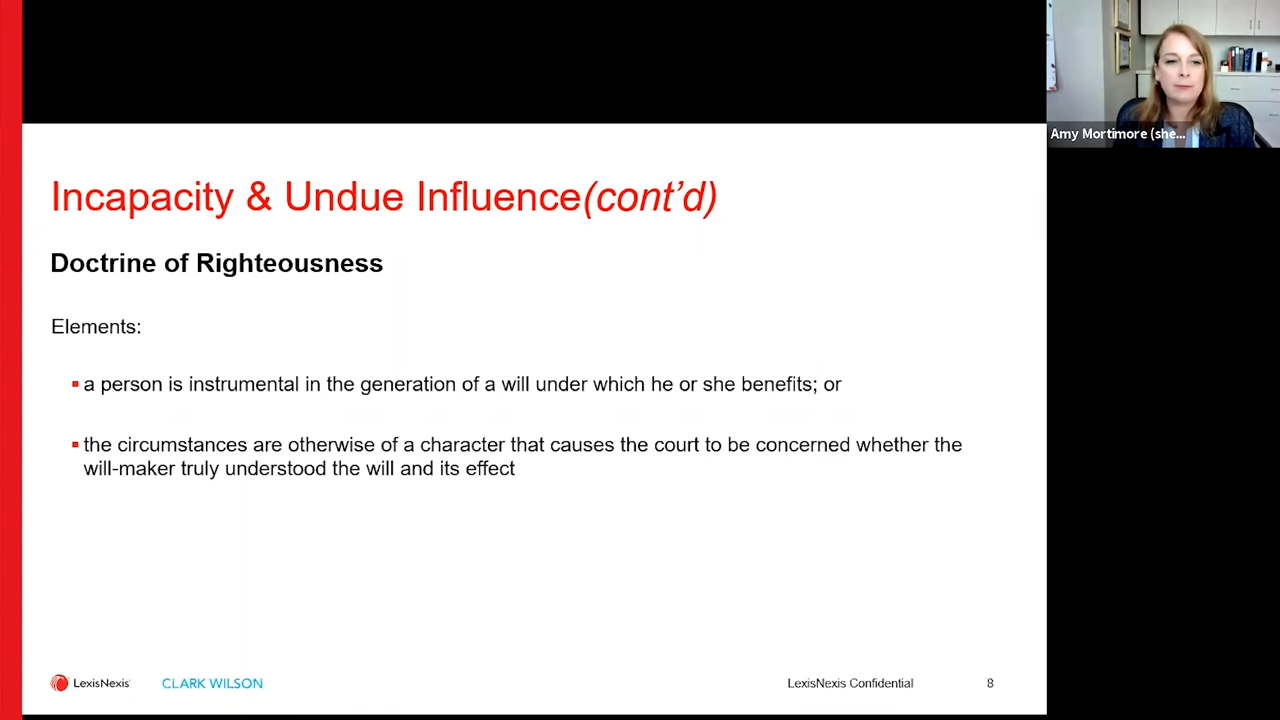 Incapacity & Undue Influence(cont’d)
Doctrine of Righteousness
Elements:
a person is instrumental in the generation of a will under which he or she benefits; or
the circumstances are otherwise of a character that causes the court to be concerned whether the
will-maker truly understood the will and its effect
LexisNexis CLARK WILSON LexisNexis Confidential 8
Amy Mortimore (she...